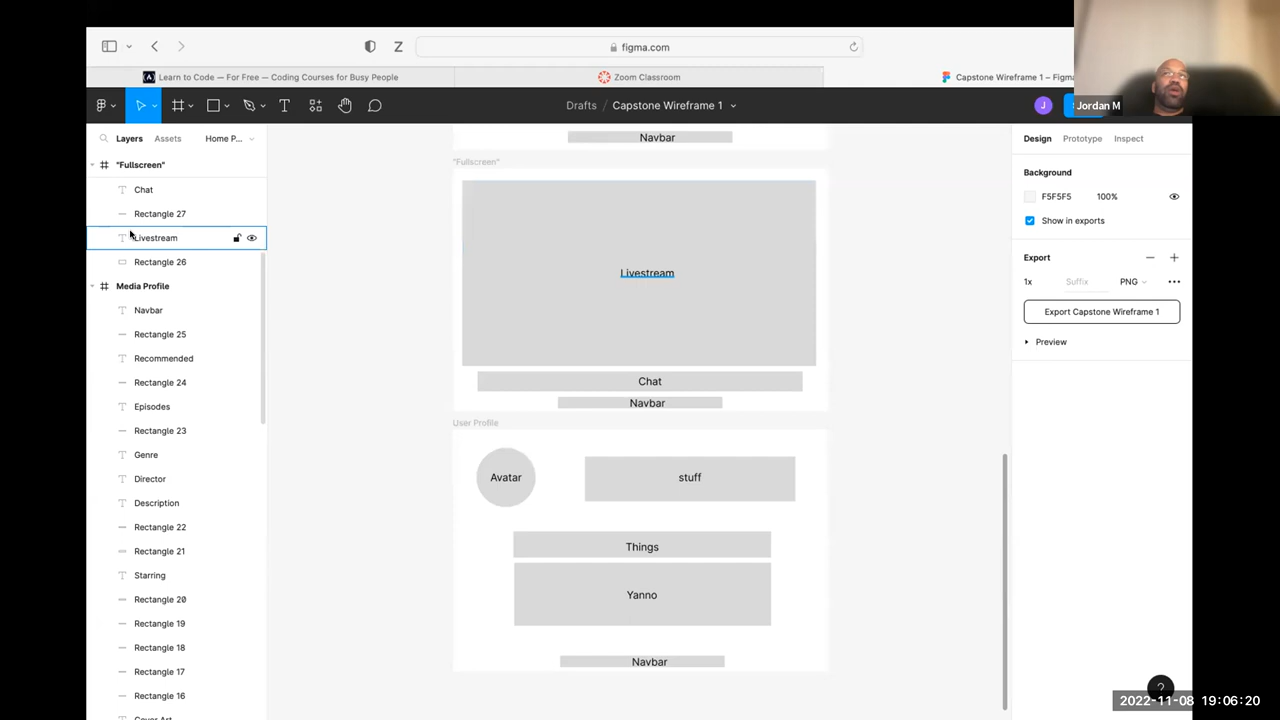 figma.com
Learn to Code — For Free — Coding Courses for Busy People
Zoom Classroom
Capstone Wireframe 1 – Figma
Jordan M
Drafts / Capstone Wireframe 1
J
Layers
Assets
Home P...
Design
Prototype
Inspect
"Fullscreen"
Chat
Rectangle 27
Livestream
Rectangle 26
Media Profile
Navbar
Rectangle 25
Recommended
Rectangle 24
Episodes
Rectangle 23
Genre
Director
Description
Rectangle 22
Rectangle 21
Starring
Rectangle 20
Rectangle 19
Rectangle 18
Rectangle 17
Rectangle 16
Cover Art
Navbar
"Fullscreen"
Livestream
Chat
Navbar
User Profile
Avatar
stuff
Things
Yanno
Navbar
Background
F5F5F5 100%
Show in exports
Export
1x Suffix PNG
Export Capstone Wireframe 1
Preview
?
2022-11-08 19:06:20